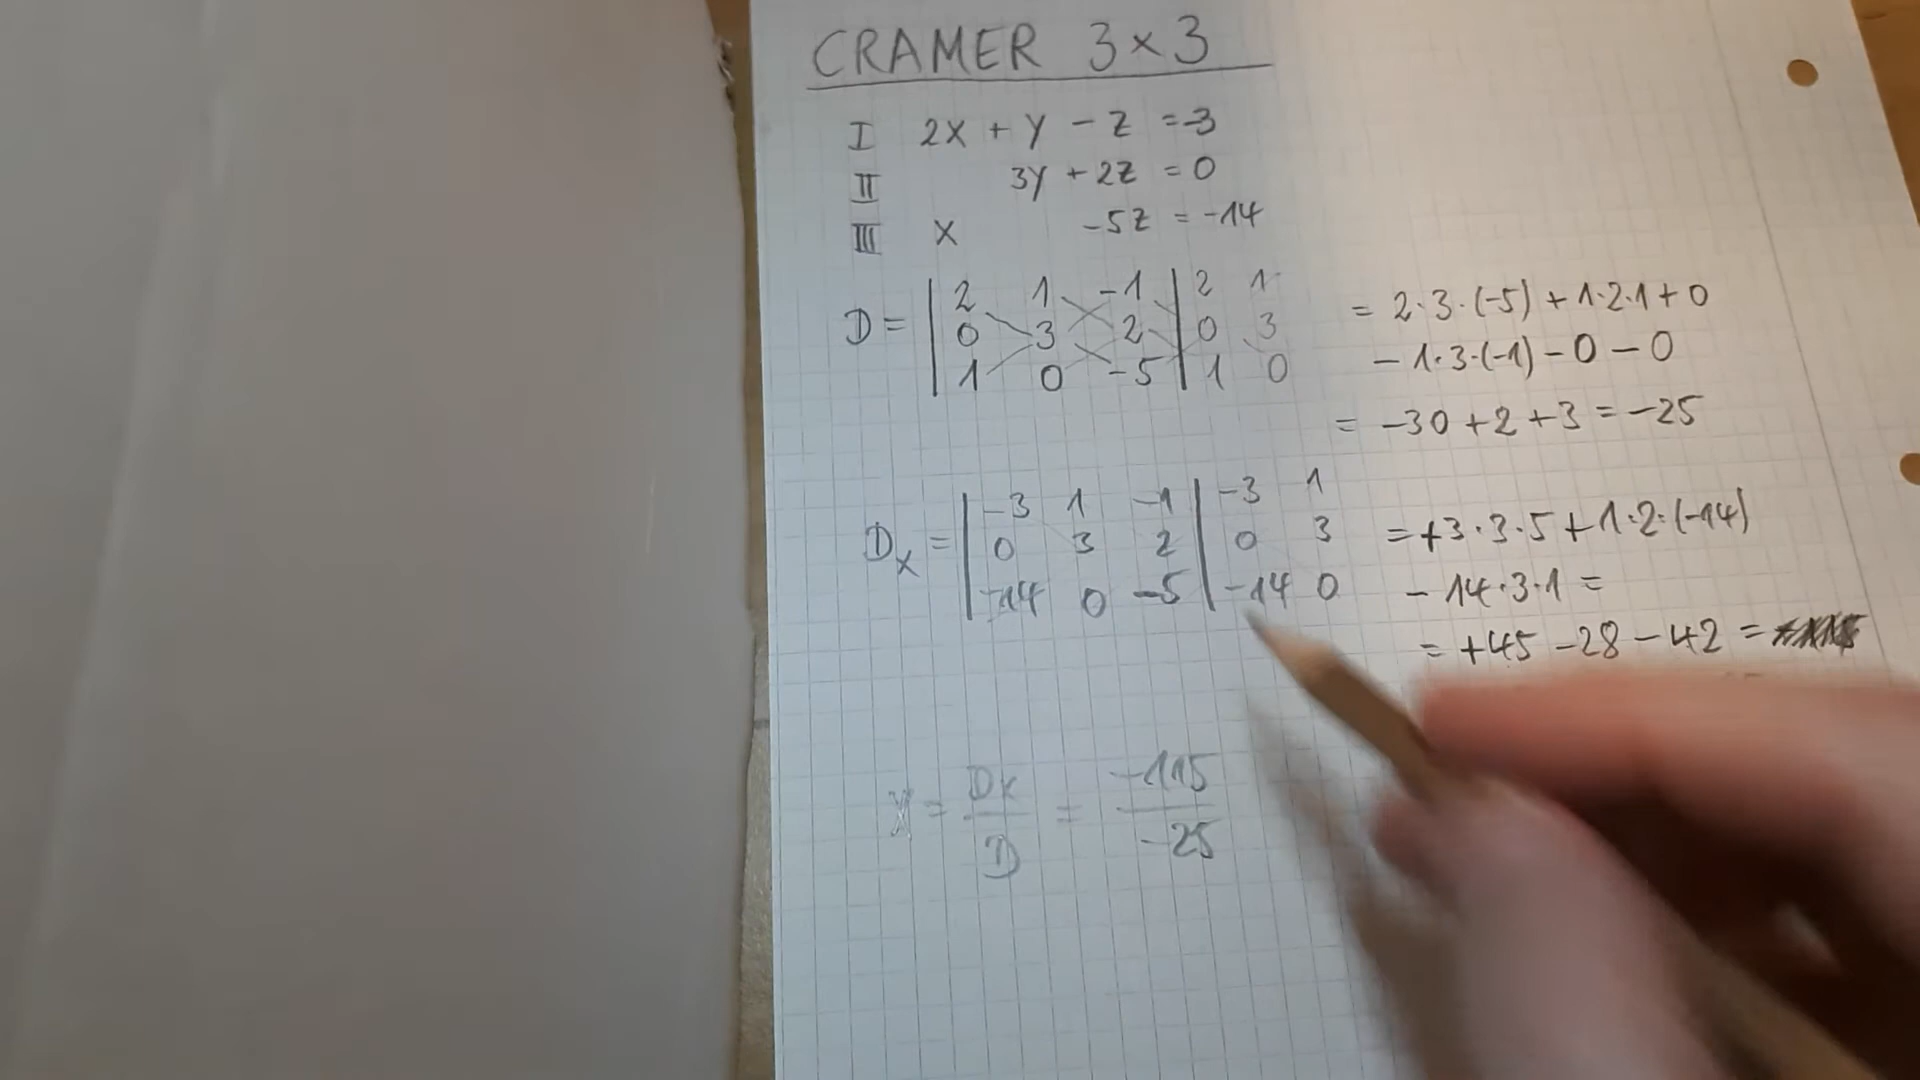 CRAMER 3×3
I 2x + y - z = -3
II 3y + 2z = 0
III x -5z = -14
D = | 2 1 -1 | 2 1 = 2·3·(-5) + 1·2·1 + 0
0 3 2 | 0 3 - 1·3·(-1) - 0 - 0
1 0 -5 | 1 0
= -30 + 2 + 3 = -25
Dx = | -3 1 -1 | -3 1
0 3 2 | 0 3 = +3·3·5 + 1·2·(-14)
-14 0 -5 | -14 0 - 14·3·1 =
= +45 - 28 - 42 =
x = Dx / D = -115 / -25